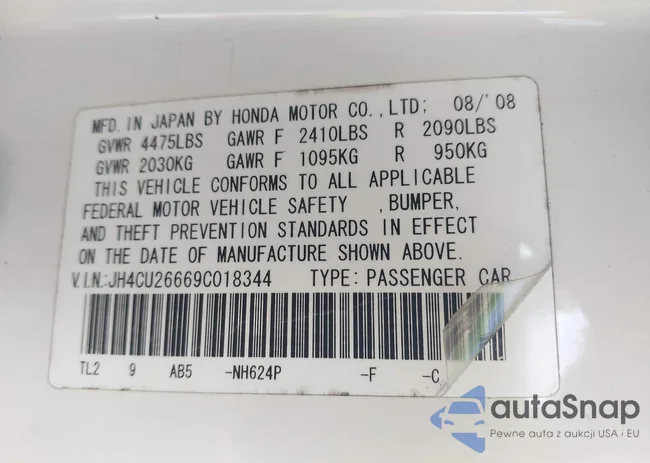 MFD. IN JAPAN BY HONDA MOTOR CO.,LTD; 08/'08
GVWR 4475LBS GAWR F 2410LBS R 2090LBS
GVWR 2030KG GAWR F 1095KG R 950KG
THIS VEHICLE CONFORMS TO ALL APPLICABLE
FEDERAL MOTOR VEHICLE SAFETY ,BUMPER,
AND THEFT PREVENTION STANDARDS IN EFFECT
ON THE DATE OF MANUFACTURE SHOWN ABOVE.
V.I.N.:JH4CU26669C018344 TYPE: PASSENGER CAR
TL2 9 AB5 -NH624P -F -C
autaSnap
Pewne auta z aukcji USA i EU